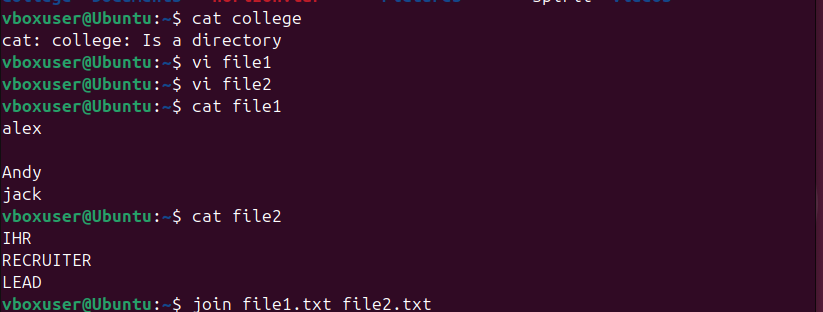 vboxuser@Ubuntu:~$ cat college
cat: college: Is a directory
vboxuser@Ubuntu:~$ vi file1
vboxuser@Ubuntu:~$ vi file2
vboxuser@Ubuntu:~$ cat file1
alex

Andy
jack
vboxuser@Ubuntu:~$ cat file2
IHR
RECRUITER
LEAD
vboxuser@Ubuntu:~$ join file1.txt file2.txt